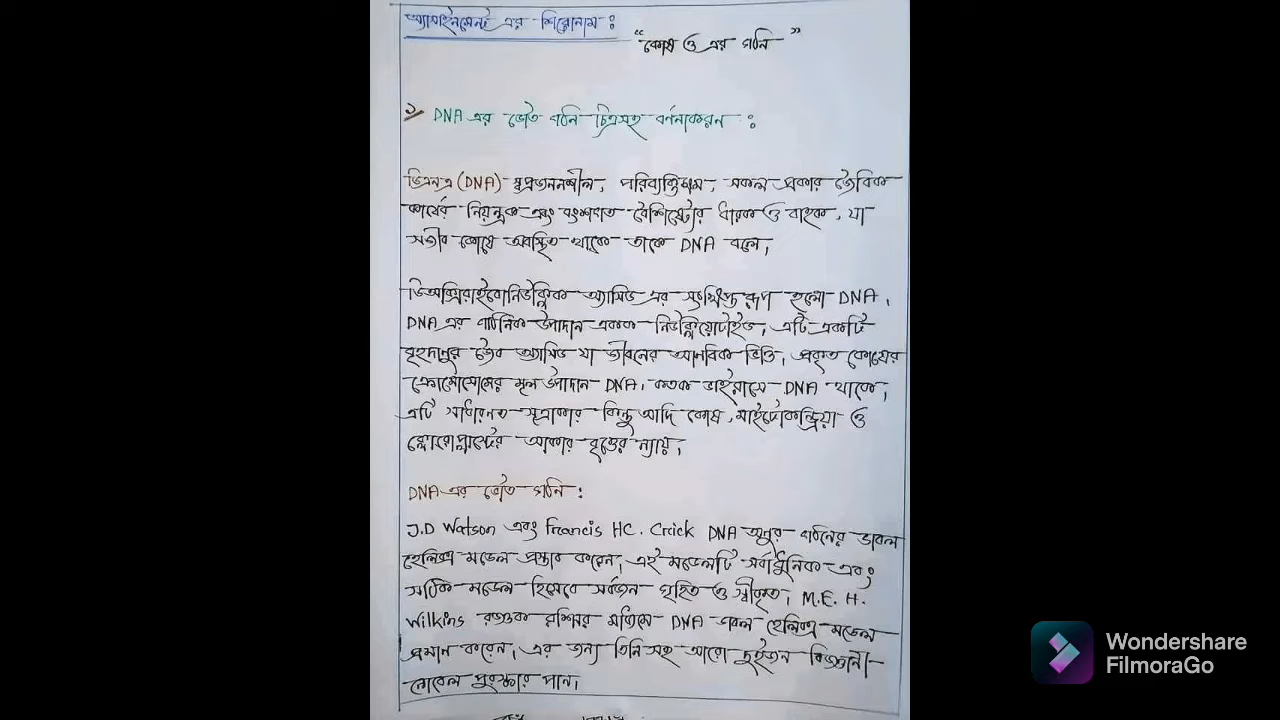 অ্যাসাইনমেন্ট এর শিরোনাম :
"কোষ ও এর গঠন"
১> DNA এর ভৌত গঠন চিত্রসহ বর্ণনাকরন :
ডিএনএ (DNA) - স্বপ্রজননশীল, পরিব্যক্তিক্ষম, সকল প্রকার জৈবিক
কার্যের নিয়ন্ত্রক এবং বংশগত বৈশিষ্ট্যের ধারক ও বাহক, যা
সজীব কোষে অবস্থিত থাকে তাকে DNA বলে,
ডিঅক্সিরাইবোনিউক্লিক অ্যাসিড এর সংক্ষিপ্ত রূপ হলো DNA,
DNA এর গাঠনিক উপাদান একক নিউক্লিয়োটাইড, এটি একটি
বৃহদাণুর জৈব অ্যাসিড যা জীবনের আনবিক ভিত্তি, প্রকৃত কোষের
ক্রোমোসোমের মূল উপাদান DNA, কতক ভাইরাসে DNA থাকে,
এটি সাধারনত সূত্রাকার কিন্তু আদি কোষ, মাইটোকন্ড্রিয়া ও
ক্লোরোপ্লাস্টের আকার বৃত্তের ন্যায়,
DNA এর ভৌত গঠন :
J.D Watson এবং Francis HC. Crick DNA অনুর গঠনের ডাবল
হেলিক্স মডেল প্রস্তাব করেন, এই মডেলটি সর্বাধুনিক এবং
সঠিক মডেল হিসেবে সর্বজন গৃহিত ও স্বীকৃত, M.E.H.
Wilkins রঞ্জক রশ্মির মাধ্যমে DNA ডাবল হেলিক্স মডেল
প্রমান করেন, এর জন্য তিনি সহ আরো দুইজন বিজ্ঞানী
নোবেল পুরস্কার পান,
Wondershare
FilmoraGo